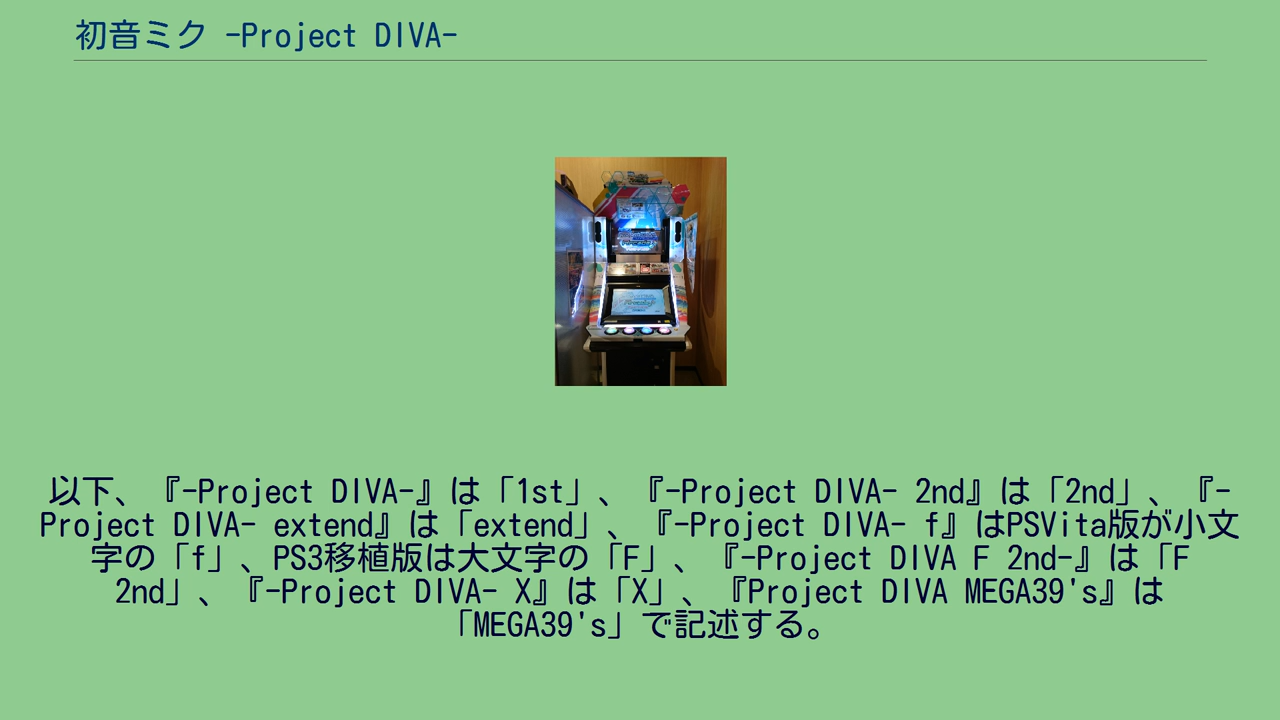 初音ミク -Project DIVA-
以下、『-Project DIVA-』は「1st」、『-Project DIVA- 2nd』は「2nd」、『-
Project DIVA- extend』は「extend」、『-Project DIVA- f』はPSVita版が小文
字の「f」、PS3移植版は大文字の「F」、『-Project DIVA F 2nd-』は「F
2nd」、『-Project DIVA- X』は「X」、『Project DIVA MEGA39's』は
「MEGA39's」で記述する。